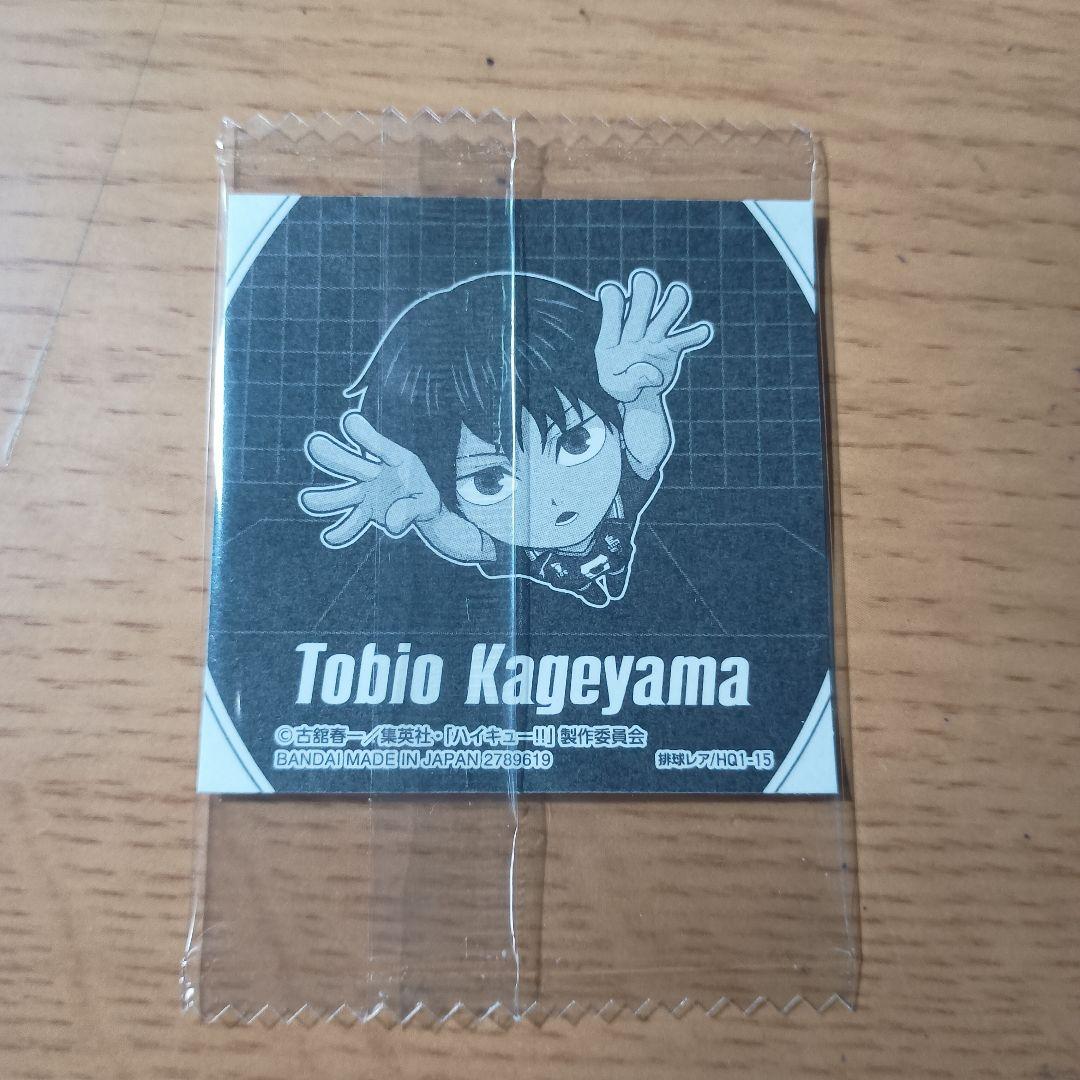 Tobio Kageyama
©古舘春一/集英社・「ハイキュー!!」製作委員会
BANDAI MADE IN JAPAN 2789619
排球レア/HQ1-15